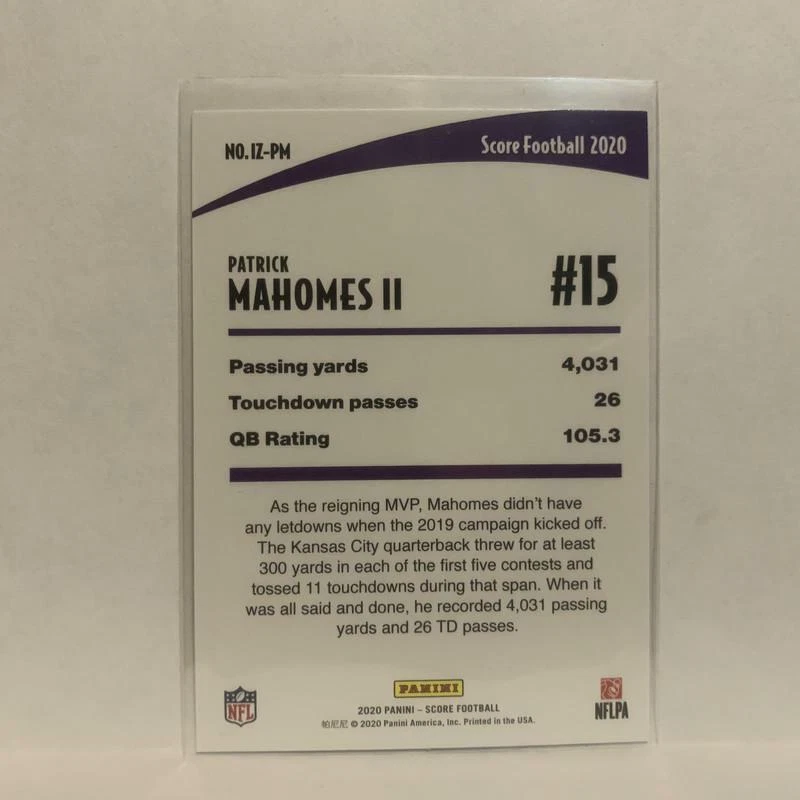 NO. IZ-PM
Score Football 2020
PATRICK
MAHOMES II
#15
Passing yards 4,031
Touchdown passes 26
QB Rating 105.3
As the reigning MVP, Mahomes didn't have
any letdowns when the 2019 campaign kicked off.
The Kansas City quarterback threw for at least
300 yards in each of the first five contests and
tossed 11 touchdowns during that span. When it
was all said and done, he recorded 4,031 passing
yards and 26 TD passes.
NFL
PANINI
2020 PANINI – SCORE FOOTBALL
帕尼尼 © 2020 Panini America, Inc. Printed in the USA.
NFLPA